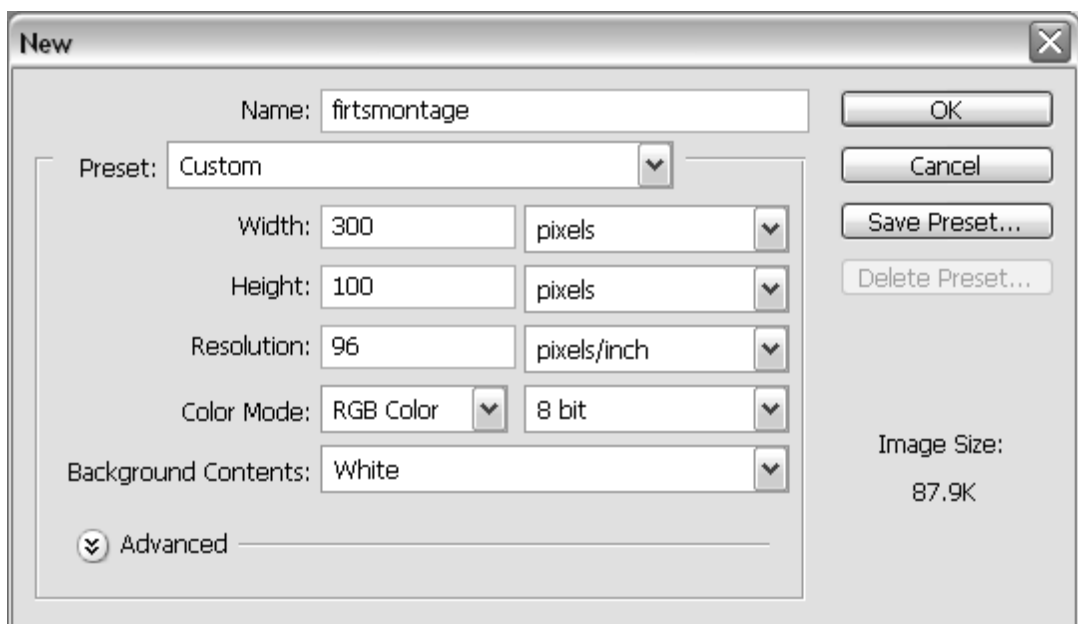 New
Name: firtsmontage OK
Preset: Custom Cancel
Width: 300 pixels Save Preset...
Height: 100 pixels Delete Preset...
Resolution: 96 pixels/inch
Color Mode: RGB Color 8 bit
Background Contents: White
Image Size:
87.9K
Advanced